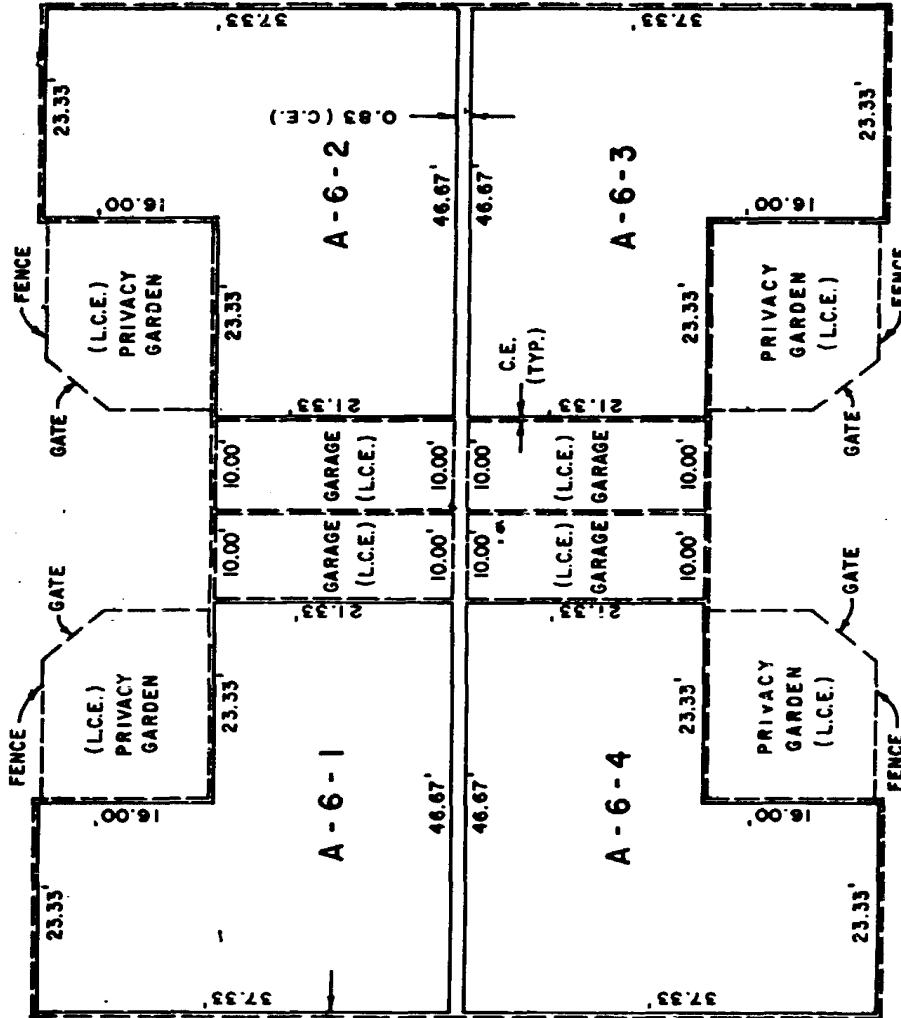 37.33'
37.33'
23.33'
23.33'
0.83 (C.E.)
A-6-2
A-6-3
16.00'
16.00'
46.67'
46.67'
FENCE
(L.C.E.)
PRIVACY
GARDEN
23.33'
23.33'
PRIVACY
GARDEN
(L.C.E.)
FENCE
C.E.
(TYP.)
GATE
21.33'
21.33'
GATE
10.00'
GARAGE
(L.C.E.)
10.00'
10.00'
(L.C.E.)
GARAGE
10.00'
10.00'
GARAGE
(L.C.E.)
10.00'
10.00'
(L.C.E.)
GARAGE
10.00'
GATE
21.33'
GATE
FENCE
(L.C.E.)
PRIVACY
GARDEN
23.33'
23.33'
PRIVACY
GARDEN
(L.C.E.)
FENCE
16.00'
16.00'
A-6-1
46.67'
46.67'
A-6-4
23.33'
23.33'
37.33'
37.33'